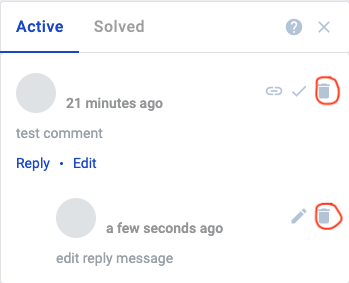 Active Solved ?
21 minutes ago
test comment
Reply • Edit
a few seconds ago
edit reply message